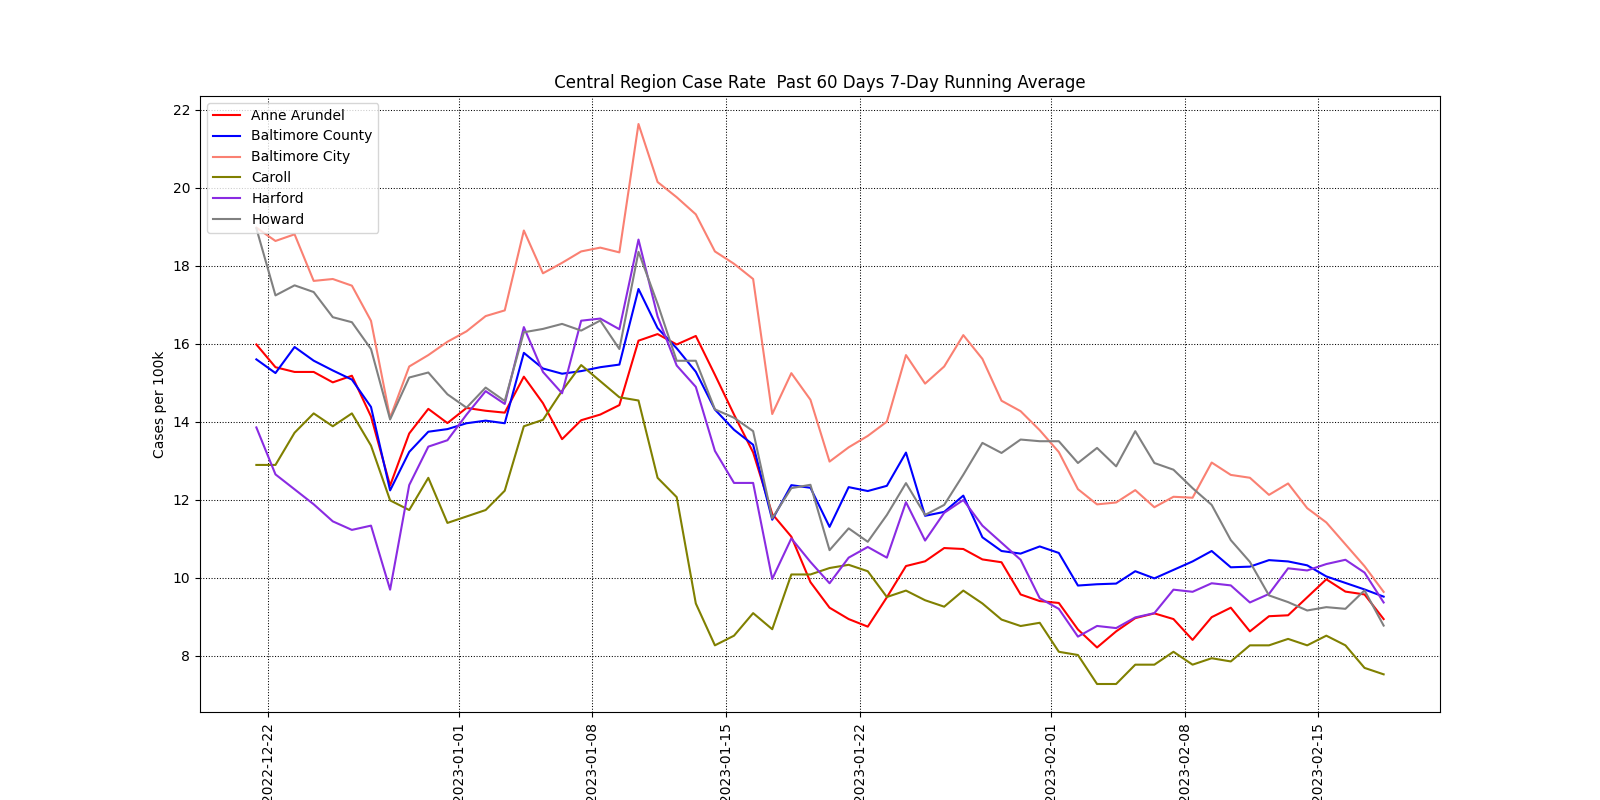 Central Region Case Rate  Past 60 Days 7-Day Running Average
Cases per 100k
22
20
18
16
14
12
10
8
Anne Arundel
Baltimore County
Baltimore City
Caroll
Harford
Howard
2022-12-22
2023-01-01
2023-01-08
2023-01-15
2023-01-22
2023-02-01
2023-02-08
2023-02-15